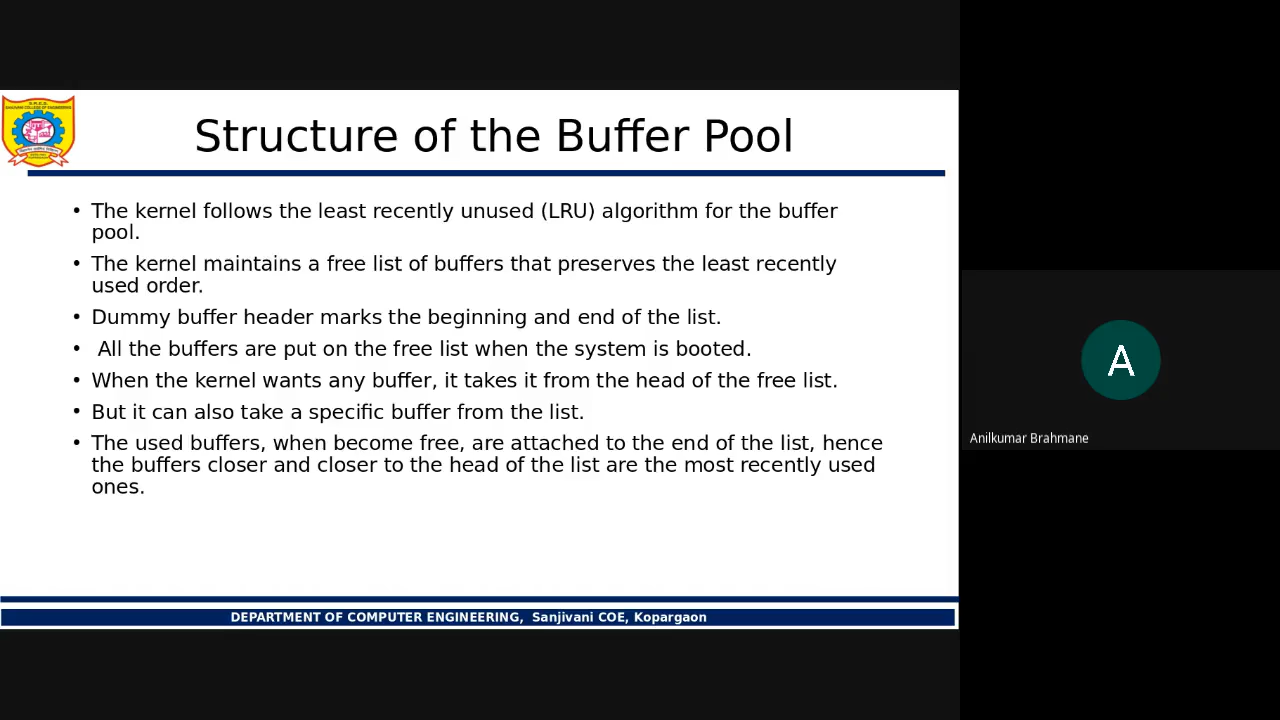 Structure of the Buffer Pool
• The kernel follows the least recently unused (LRU) algorithm for the buffer
pool.
• The kernel maintains a free list of buffers that preserves the least recently
used order.
• Dummy buffer header marks the beginning and end of the list.
• All the buffers are put on the free list when the system is booted.
• When the kernel wants any buffer, it takes it from the head of the free list.
• But it can also take a specific buffer from the list.
• The used buffers, when become free, are attached to the end of the list, hence
the buffers closer and closer to the head of the list are the most recently used
ones.
DEPARTMENT OF COMPUTER ENGINEERING, Sanjivani COE, Kopargaon
A
Anilkumar Brahmane